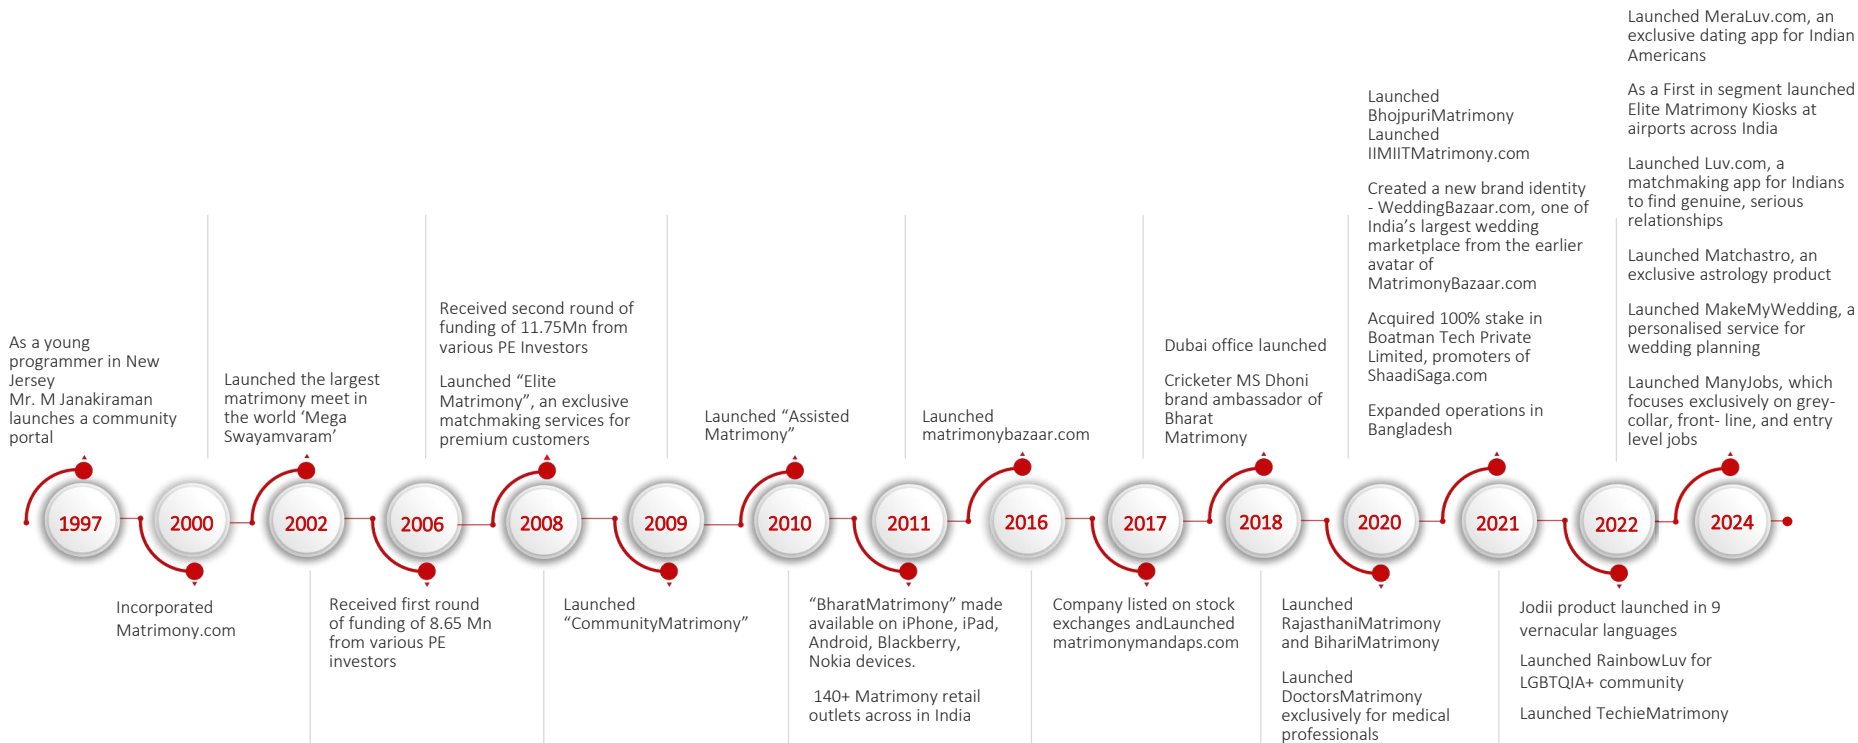 As a young
programmer in New
Jersey
Mr. M Janakiraman
launches a community
portal
1997
2000
Incorporated
Matrimony.com
Launched the largest
matrimony meet in
the world ‘Mega
Swayamvaram’
2002
2006
Received first round
of funding of 8.65 Mn
from various PE
investors
Received second round of
funding of 11.75Mn from
various PE Investors
Launched “Elite
Matrimony”, an exclusive
matchmaking services for
premium customers
2008
2009
Launched
“CommunityMatrimony”
Launched “Assisted
Matrimony”
2010
2011
“BharatMatrimony” made
available on iPhone, iPad,
Android, Blackberry,
Nokia devices.
140+ Matrimony retail
outlets across in India
Launched
matrimonybazaar.com
2016
2017
Company listed on stock
exchanges andLaunched
matrimonymandaps.com
Dubai office launched
Cricketer MS Dhoni
brand ambassador of
Bharat
Matrimony
2018
2020
Launched
RajasthaniMatrimony
and BihariMatrimony
Launched
DoctorsMatrimony
exclusively for medical
professionals
Launched
BhojpuriMatrimony
Launched
IIMIITMatrimony.com
Created a new brand identity
- WeddingBazaar.com, one of
India’s largest wedding
marketplace from the earlier
avatar of
MatrimonyBazaar.com
Acquired 100% stake in
Boatman Tech Private
Limited, promoters of
ShaadiSaga.com
Expanded operations in
Bangladesh
2021
2022
Jodii product launched in 9
vernacular languages
Launched RainbowLuv for
LGBTQIA+ community
Launched TechieMatrimony
Launched MeraLuv.com, an
exclusive dating app for Indian
Americans
As a First in segment launched
Elite Matrimony Kiosks at
airports across India
Launched Luv.com, a
matchmaking app for Indians
to find genuine, serious
relationships
Launched Matchastro, an
exclusive astrology product
Launched MakeMyWedding, a
personalised service for
wedding planning
Launched ManyJobs, which
focuses exclusively on grey-
collar, front- line, and entry
level jobs
2024